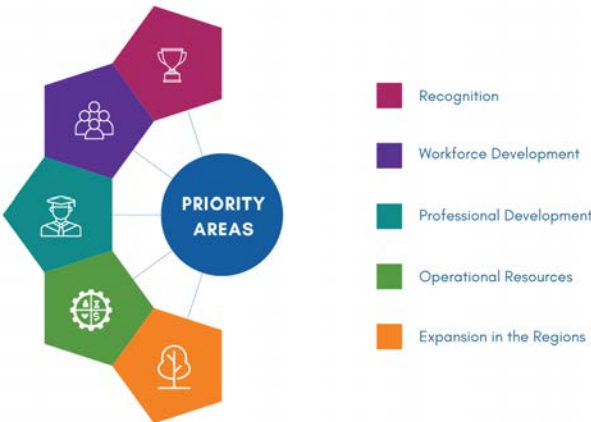 PRIORITY
AREAS
Recognition
Workforce Development
Professional Development
Operational Resources
Expansion in the Regions